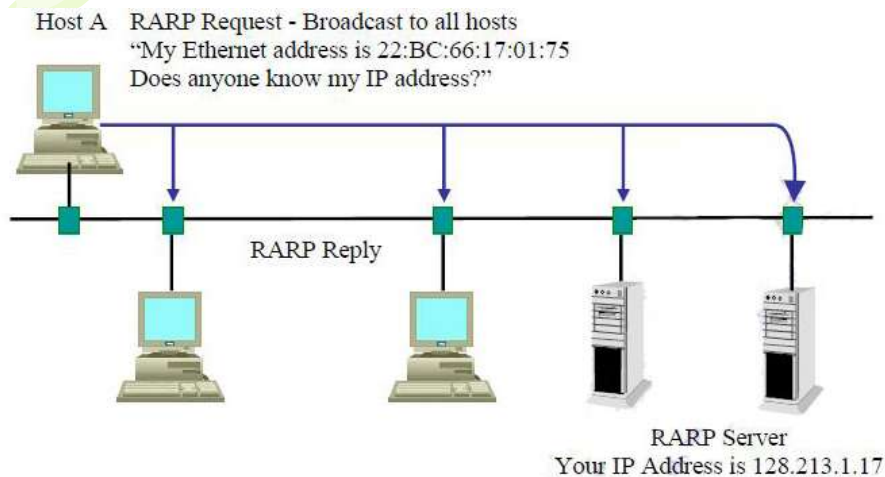 Host A RARP Request - Broadcast to all hosts
“My Ethernet address is 22:BC:66:17:01:75
Does anyone know my IP address?”
RARP Reply
RARP Server
Your IP Address is 128.213.1.17